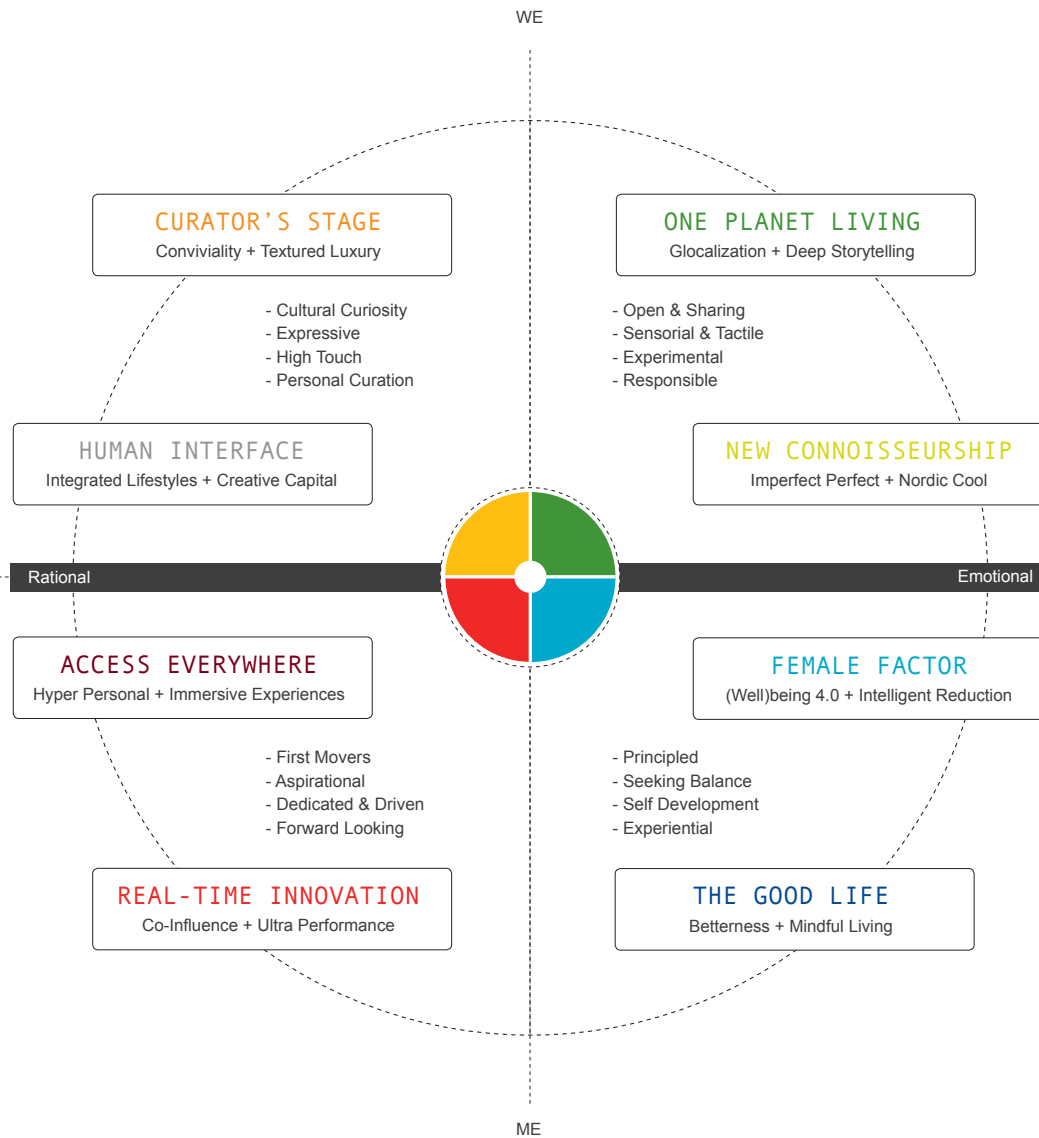 WE
CURATOR'S STAGE
Conviviality + Textured Luxury
ONE PLANET LIVING
Glocalization + Deep Storytelling
- Cultural Curiosity
- Expressive
- High Touch
- Personal Curation
- Open & Sharing
- Sensorial & Tactile
- Experimental
- Responsible
HUMAN INTERFACE
Integrated Lifestyles + Creative Capital
NEW CONNOISSEURSHIP
Imperfect Perfect + Nordic Cool
Rational
Emotional
ACCESS EVERYWHERE
Hyper Personal + Immersive Experiences
FEMALE FACTOR
(Well)being 4.0 + Intelligent Reduction
- First Movers
- Aspirational
- Dedicated & Driven
- Forward Looking
- Principled
- Seeking Balance
- Self Development
- Experiential
REAL-TIME INNOVATION
Co-Influence + Ultra Performance
THE GOOD LIFE
Betterness + Mindful Living
ME